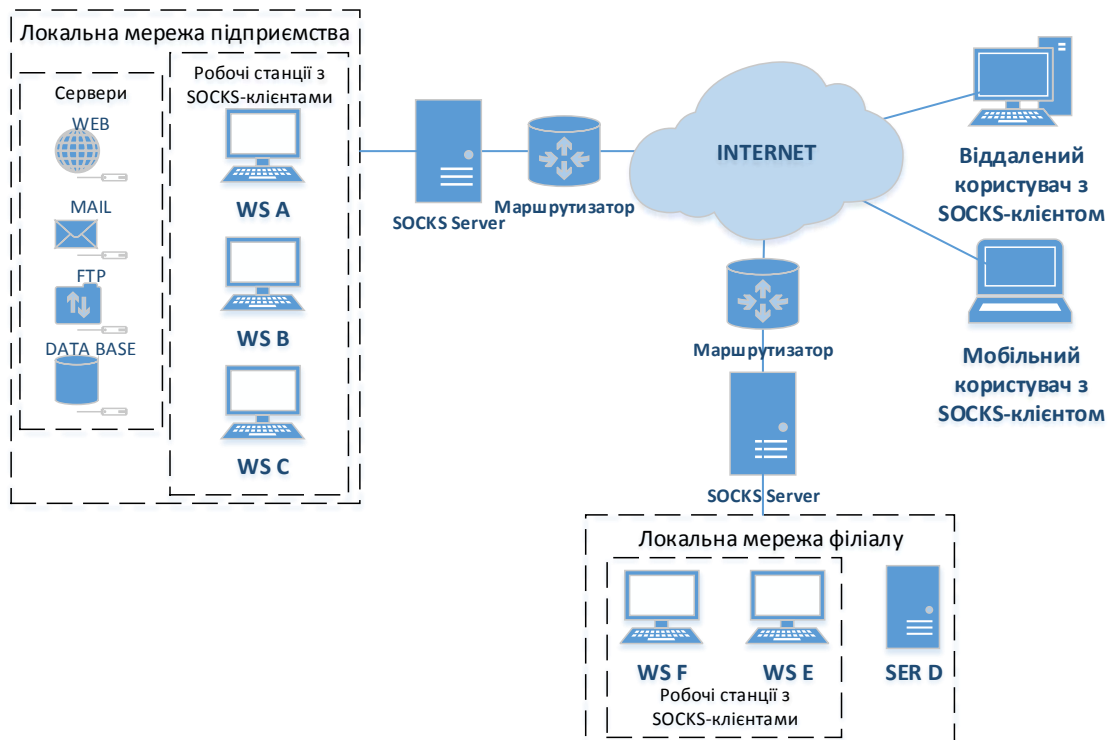 Локальна мережа підприємства
Сервери
WEB
MAIL
FTP
DATA BASE
Робочі станції з
SOCKS-клієнтами
WS A
WS B
WS C
SOCKS Server
Маршрутизатор
INTERNET
Віддалений
користувач з
SOCKS-клієнтом
Мобільний
користувач з
SOCKS-клієнтом
Маршрутизатор
SOCKS Server
Локальна мережа філіалу
WS F
WS E
SER D
Робочі станції з
SOCKS-клієнтами